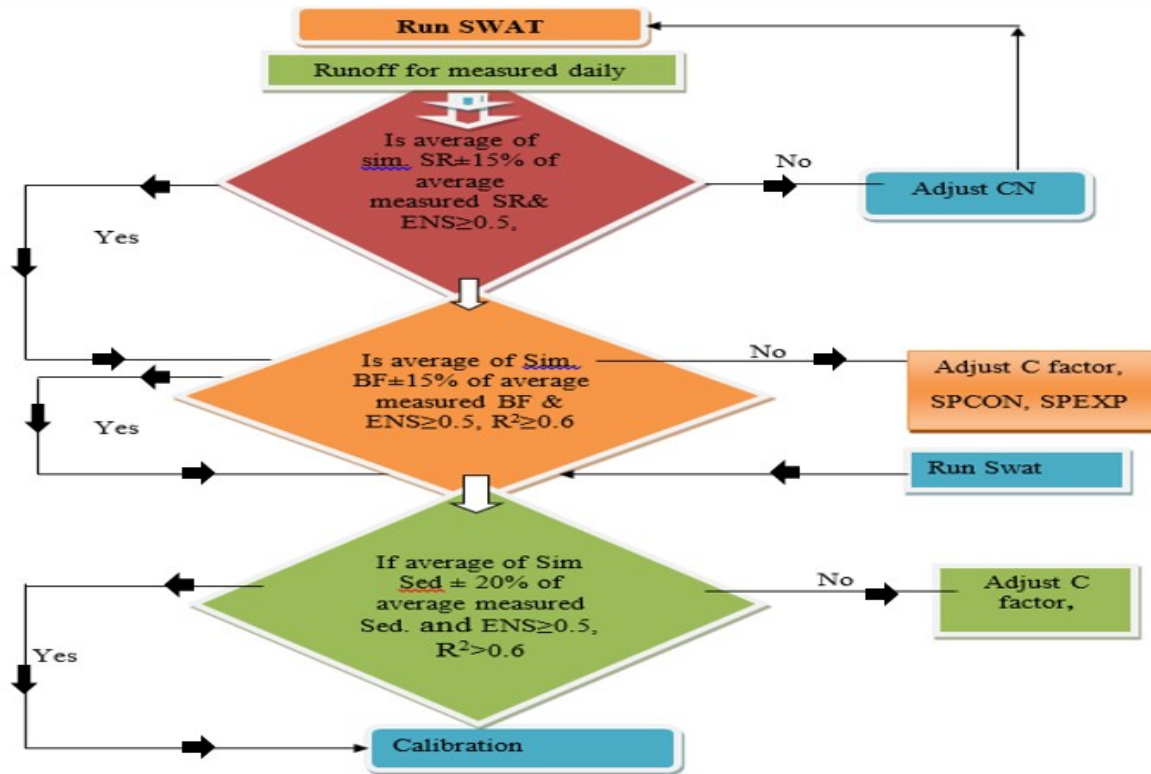 Run SWAT
Runoff for measured daily
Is average of
sim. SR±15% of
average
measured SR&
ENS≥0.5,
No
Adjust CN
Yes
Is average of Sim.
BF±15% of average
measured BF &
ENS≥0.5, R²≥0.6
No
Adjust C factor,
SPCON, SPEXP
Yes
Run Swat
If average of Sim
Sed ± 20% of
average measured
Sed. and ENS≥0.5,
R²>0.6
No
Adjust C
factor,
Yes
Calibration